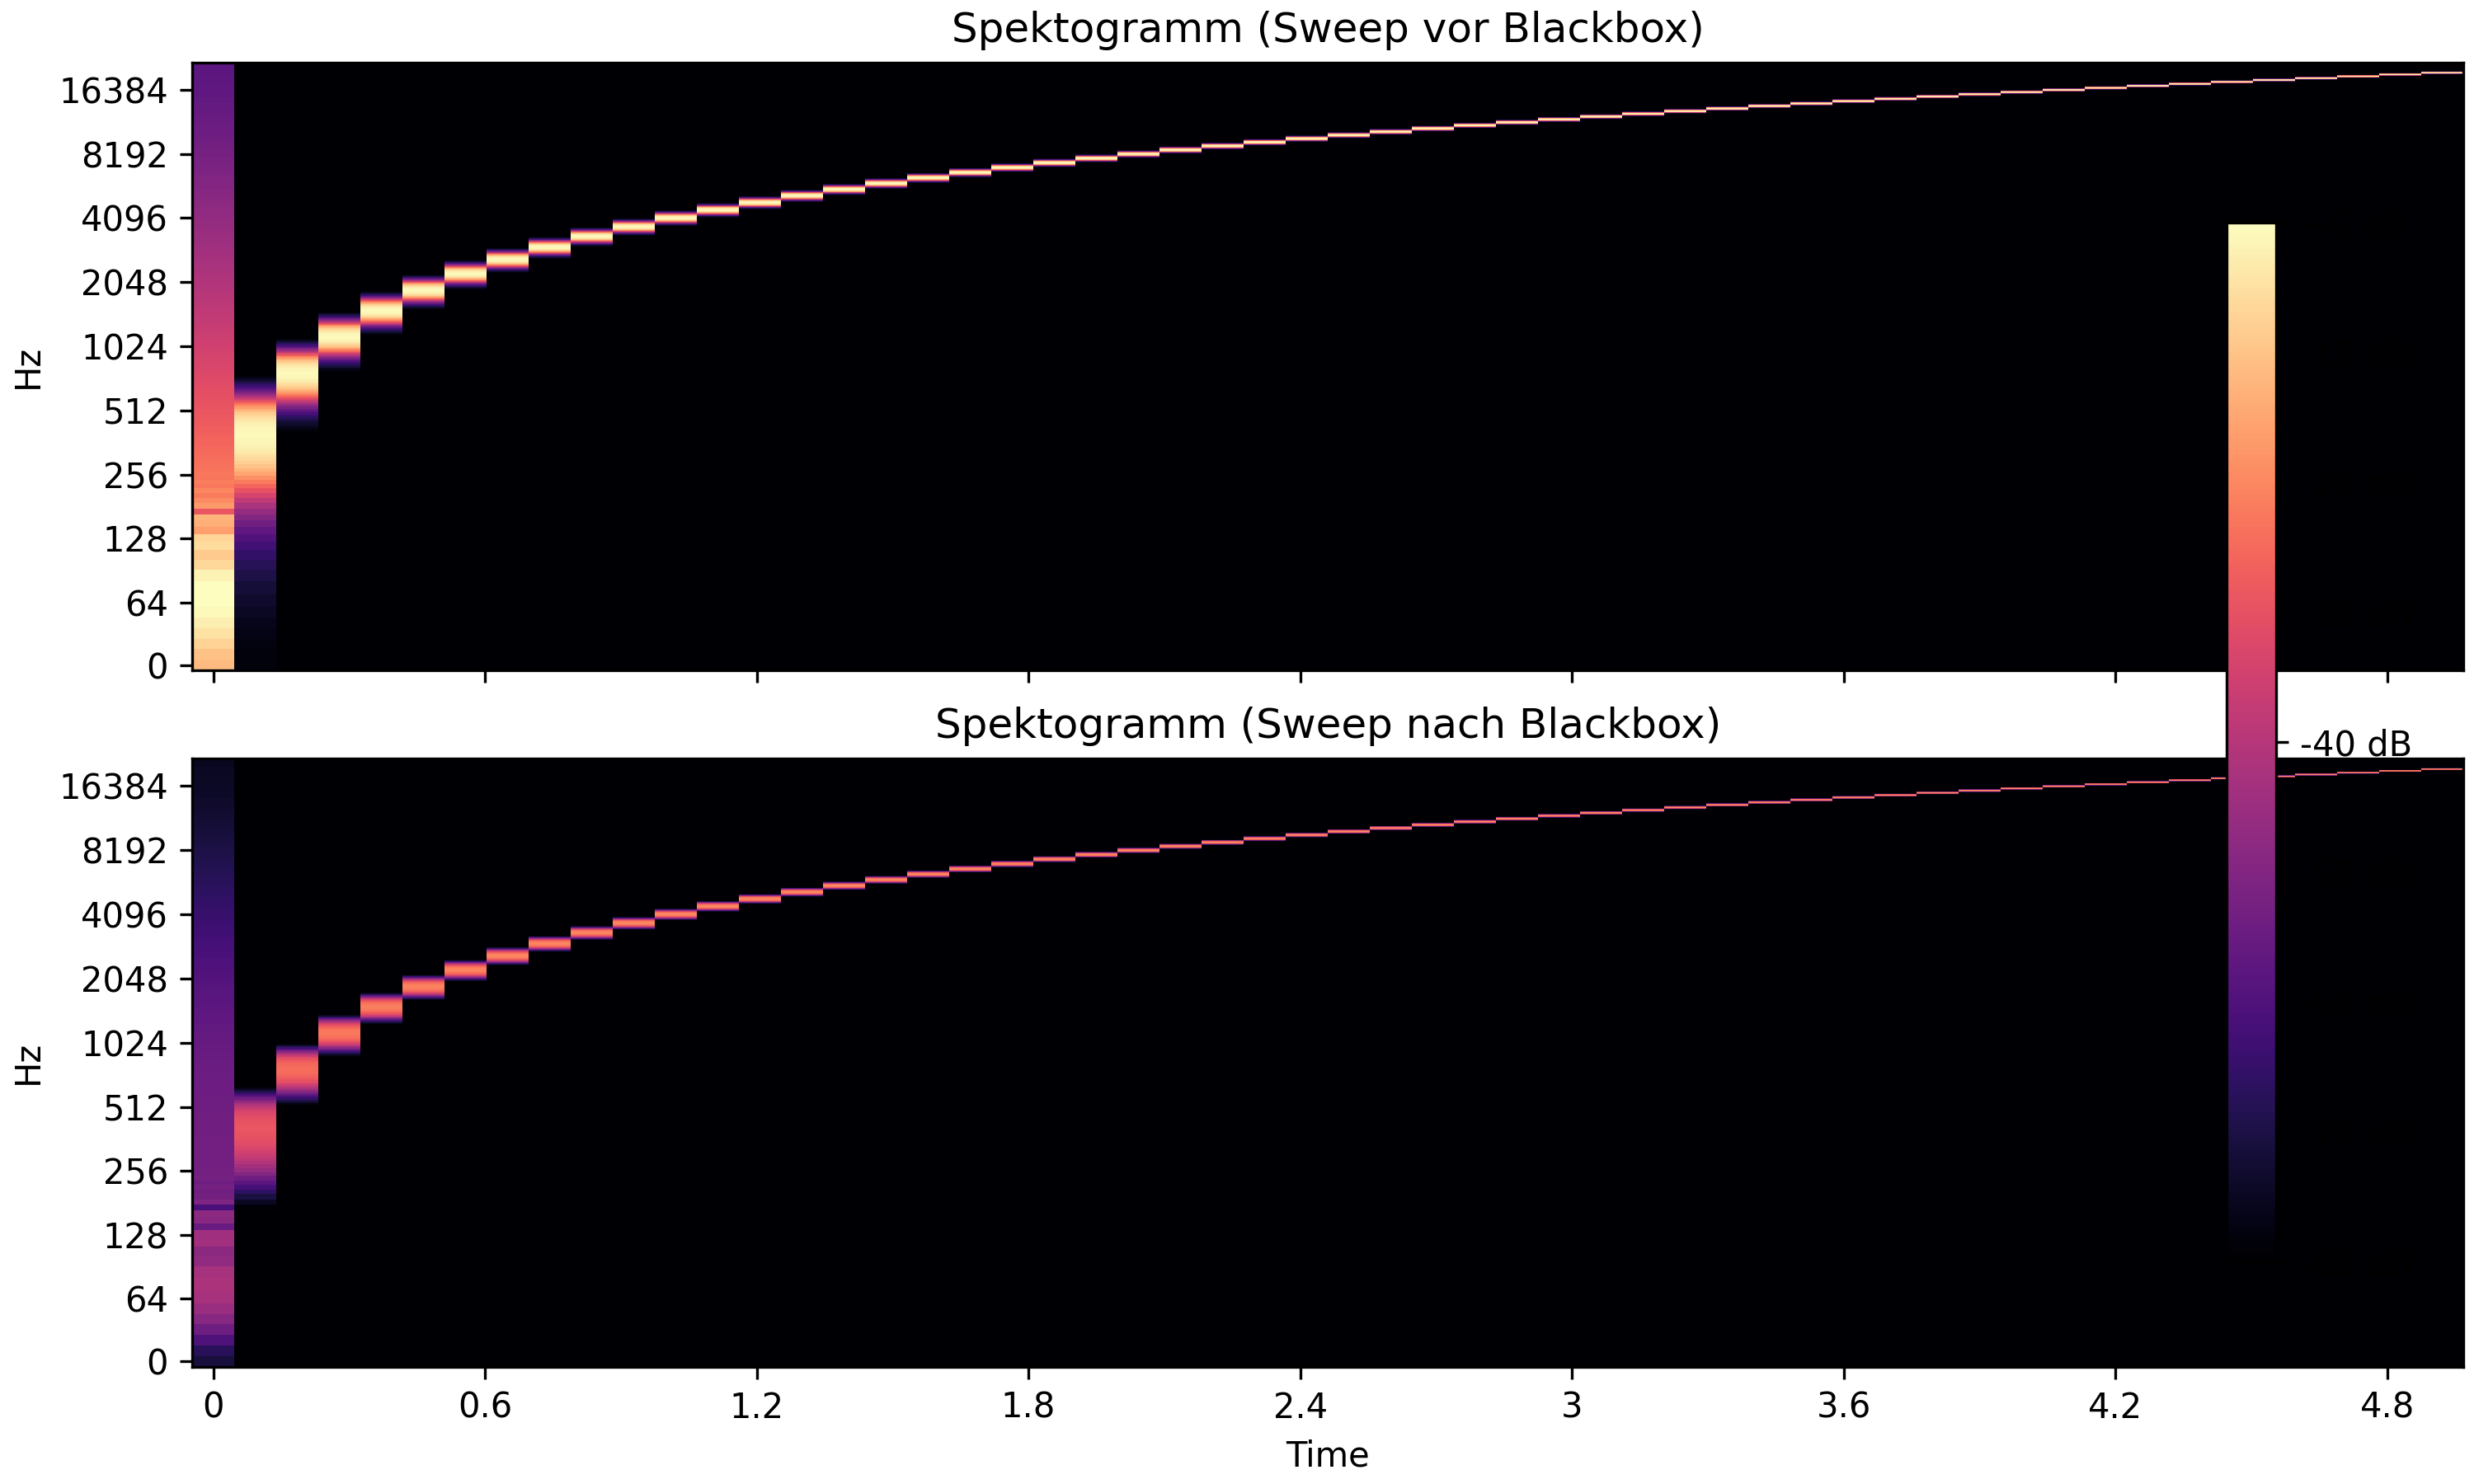 Spektogramm (Sweep vor Blackbox)
16384
8192
4096
2048
1024
512
256
128
64
0
Hz
Spektogramm (Sweep nach Blackbox)
-40 dB
16384
8192
4096
2048
1024
512
256
128
64
0
Hz
0 0.6 1.2 1.8 2.4 3 3.6 4.2 4.8
Time